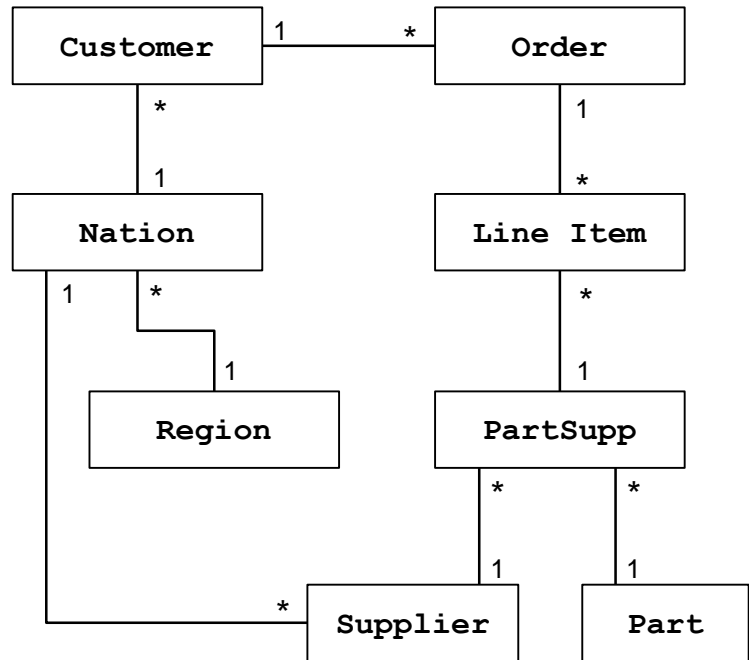 Customer 1 * Order
* 1
1 *
Nation Line Item
1 * *
1 1
Region PartSupp
* *
1 1
*
Supplier Part